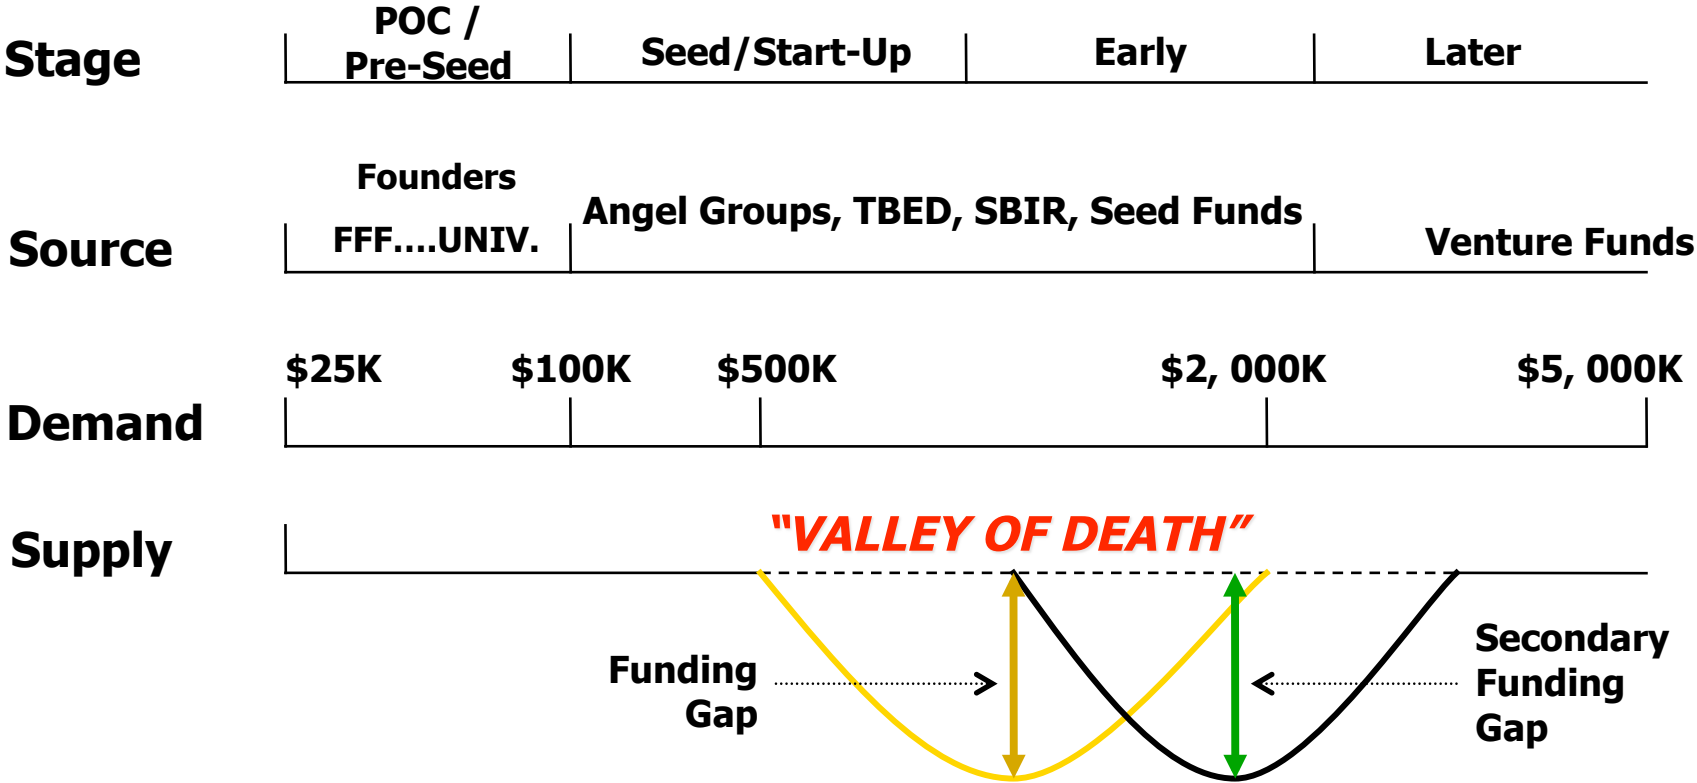 Stage
POC /
Pre-Seed
Seed/Start-Up
Early
Later
Source
Founders
FFF....UNIV.
Angel Groups, TBED, SBIR, Seed Funds
Venture Funds
Demand
$25K
$100K
$500K
$2, 000K
$5, 000K
Supply
“VALLEY OF DEATH”
Funding
Gap
Secondary
Funding
Gap